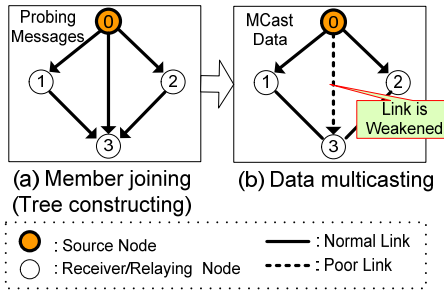 Probing
Messages
0
1
2
3
MCast
Data
0
1
2
3
Link is
Weakened
(a) Member joining
(Tree constructing)
(b) Data multicasting
: Source Node
: Normal Link
: Receiver/Relaying Node
: Poor Link